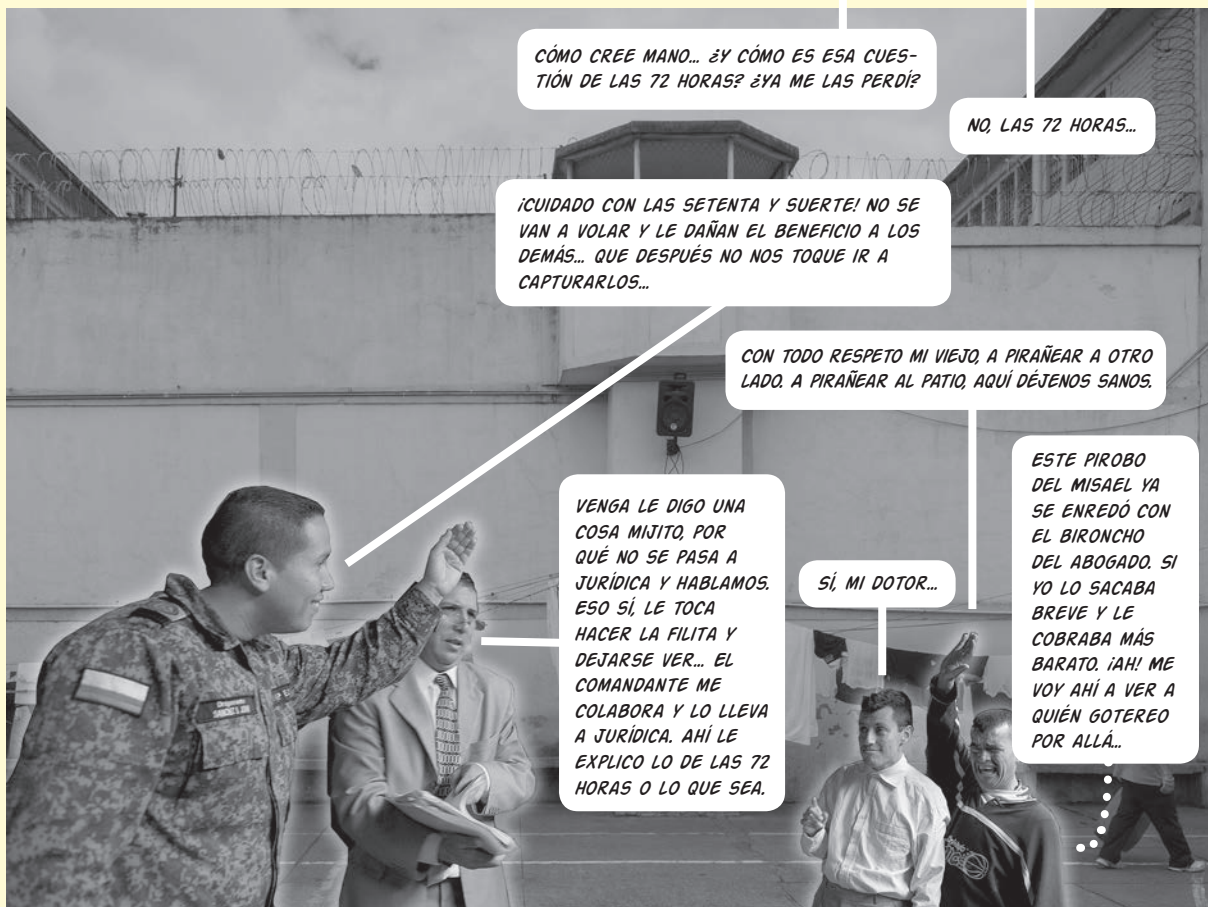 CÓMO CREE MANO... ¿Y CÓMO ES ESA CUES-
TIÓN DE LAS 72 HORAS? ¿YA ME LAS PERDÍ?
NO, LAS 72 HORAS...
¡CUIDADO CON LAS SETENTA Y SUERTE! NO SE
VAN A VOLAR Y LE DAÑAN EL BENEFICIO A LOS
DEMÁS... QUE DESPUÉS NO NOS TOQUE IR A
CAPTURARLOS...
CON TODO RESPETO MI VIEJO, A PIRAÑEAR A OTRO
LADO. A PIRAÑEAR AL PATIO, AQUÍ DÉJENOS SANOS.
VENGA LE DIGO UNA
COSA MIJITO, POR
QUÉ NO SE PASA A
JURÍDICA Y HABLAMOS.
ESO SÍ, LE TOCA
HACER LA FILITA Y
DEJARSE VER... EL
COMANDANTE ME
COLABORA Y LO LLEVA
A JURÍDICA. AHÍ LE
EXPLICO LO DE LAS 72
HORAS O LO QUE SEA.
SÍ, MI DOTOR...
ESTE PIROBO
DEL MISAEL YA
SE ENREDÓ CON
EL BIRONCHO
DEL ABOGADO. SI
YO LO SACABA
BREVE Y LE
COBRABA MÁS
BARATO. ¡AH! ME
VOY AHÍ A VER A
QUIÉN GOTEREO
POR ALLÁ...